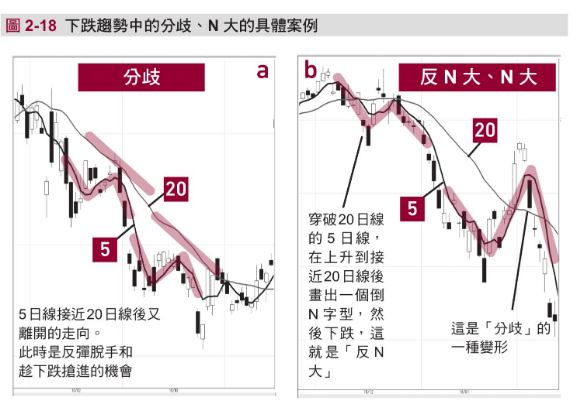 圖 2-18 下跌趨勢中的分歧、N 大的具體案例
分歧
a
20
5
5日線接近20日線後又
離開的走向。
此時是反彈脫手和
趁下跌搶進的機會
b
反 N 大、N 大
20
5
穿破20日線
的 5 日線，
在上升到接
近20日線後
畫出一個倒
N 字型，然
後下跌，這
就是「反 N
大」
這是「分歧」的
一種變形